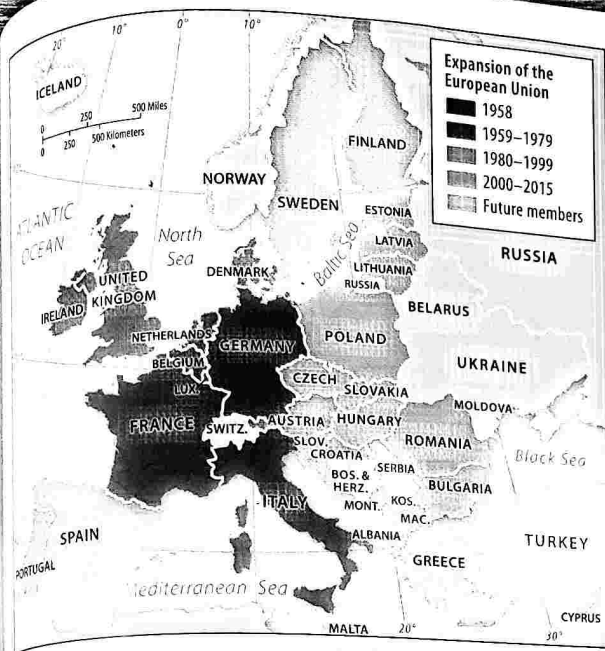 20°
10°
0°
10°
ICELAND
0 250 500 Miles
0 250 500 Kilometers
Expansion of the
European Union
1958
1959–1979
1980–1999
2000–2015
Future members
FINLAND
NORWAY
SWEDEN
ATLANTIC
OCEAN
North
Sea
Baltic Sea
ESTONIA
LATVIA
LITHUANIA
RUSSIA
RUSSIA
DENMARK
UNITED
KINGDOM
IRELAND
NETHERLANDS
BELGIUM
LUX.
GERMANY
POLAND
BELARUS
UKRAINE
CZECH
SLOVAKIA
MOLDOVA
FRANCE
SWITZ.
AUSTRIA
HUNGARY
ROMANIA
SLOV.
CROATIA
BOS. &
HERZ.
SERBIA
Black Sea
BULGARIA
MONT.
KOS.
MAC.
ITALY
ALBANIA
SPAIN
PORTUGAL
GREECE
TURKEY
Mediterranean Sea
MALTA
20°
30°
CYPRUS